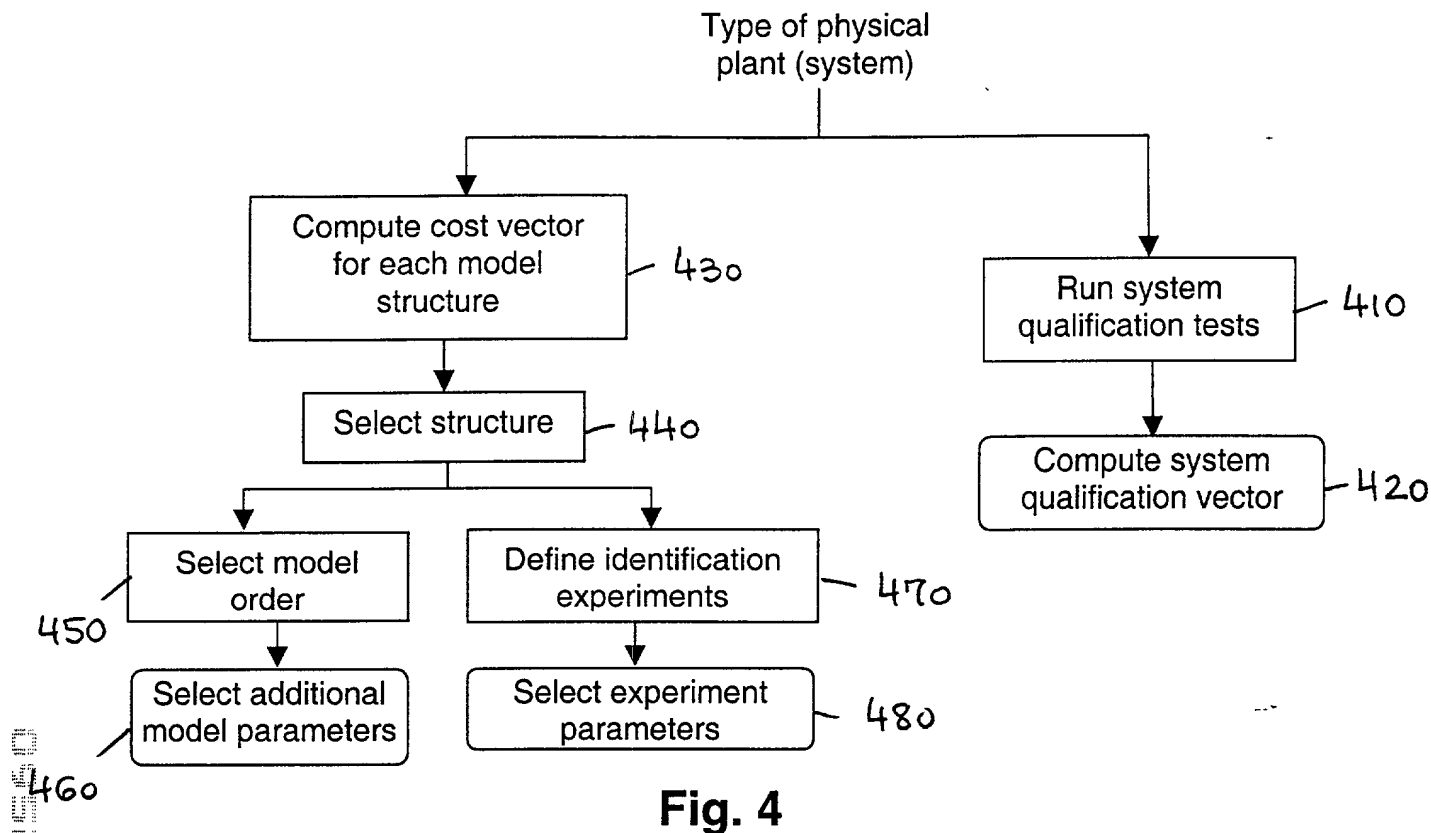 Type of physical
plant (system)
Compute cost vector
for each model
structure
430
Run system
qualification tests
410
Select structure
440
Compute system
qualification vector
420
Select model
order
450
Define identification
experiments
470
Select additional
model parameters
460
Select experiment
parameters
480
Fig. 4